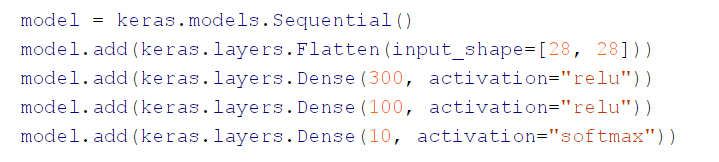 model = keras.models.Sequential()
model.add(keras.layers.Flatten(input_shape=[28, 28]))
model.add(keras.layers.Dense(300, activation="relu"))
model.add(keras.layers.Dense(100, activation="relu"))
model.add(keras.layers.Dense(10, activation="softmax"))